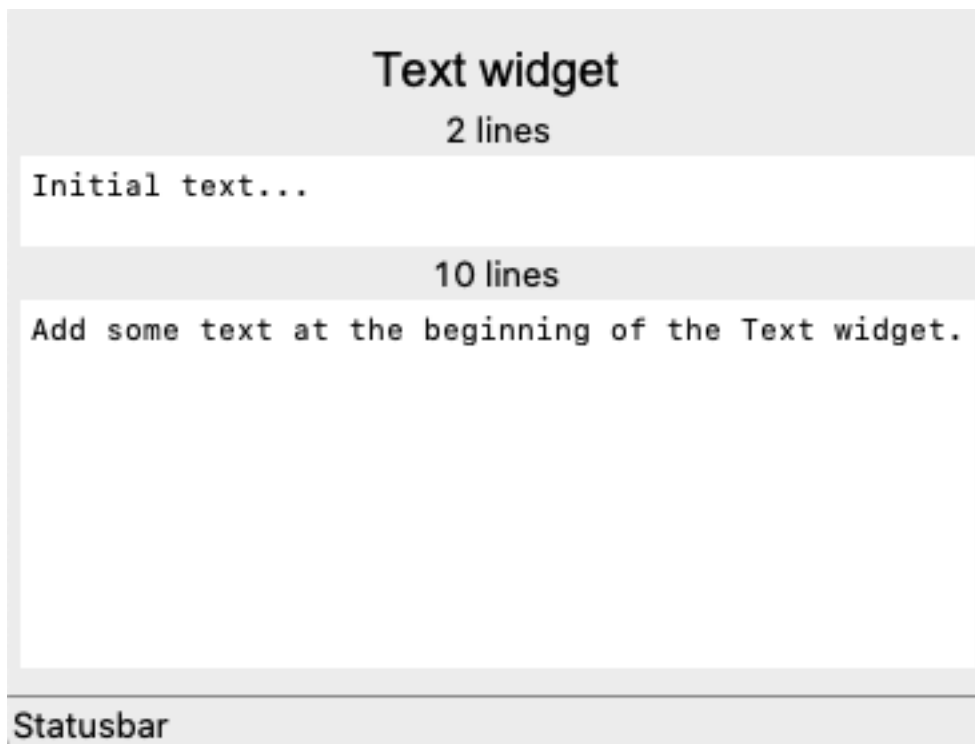 Text widget
2 lines
Initial text...
10 lines
Add some text at the beginning of the Text widget.
Statusbar